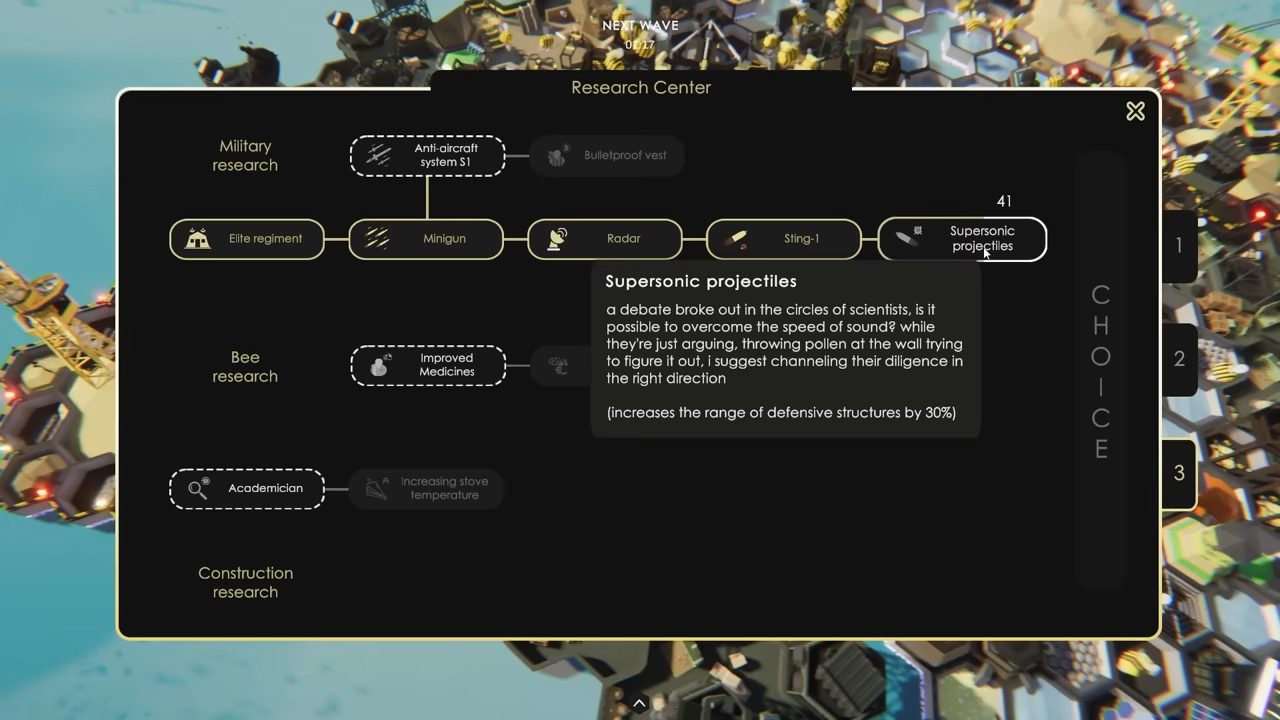 NEXT WAVE
01:17
Research Center
Military
research
Anti-aircraft
system S1
Bulletproof vest
41
Elite regiment
Minigun
Radar
Sting-1
Supersonic
projectiles
Supersonic projectiles
a debate broke out in the circles of scientists, is it
possible to overcome the speed of sound? while
they're just arguing, throwing pollen at the wall trying
to figure it out, i suggest channeling their diligence in
the right direction
(increases the range of defensive structures by 30%)
Bee
research
Improved
Medicines
Academician
Increasing stove
temperature
Construction
research
CHOICE
1
2
3